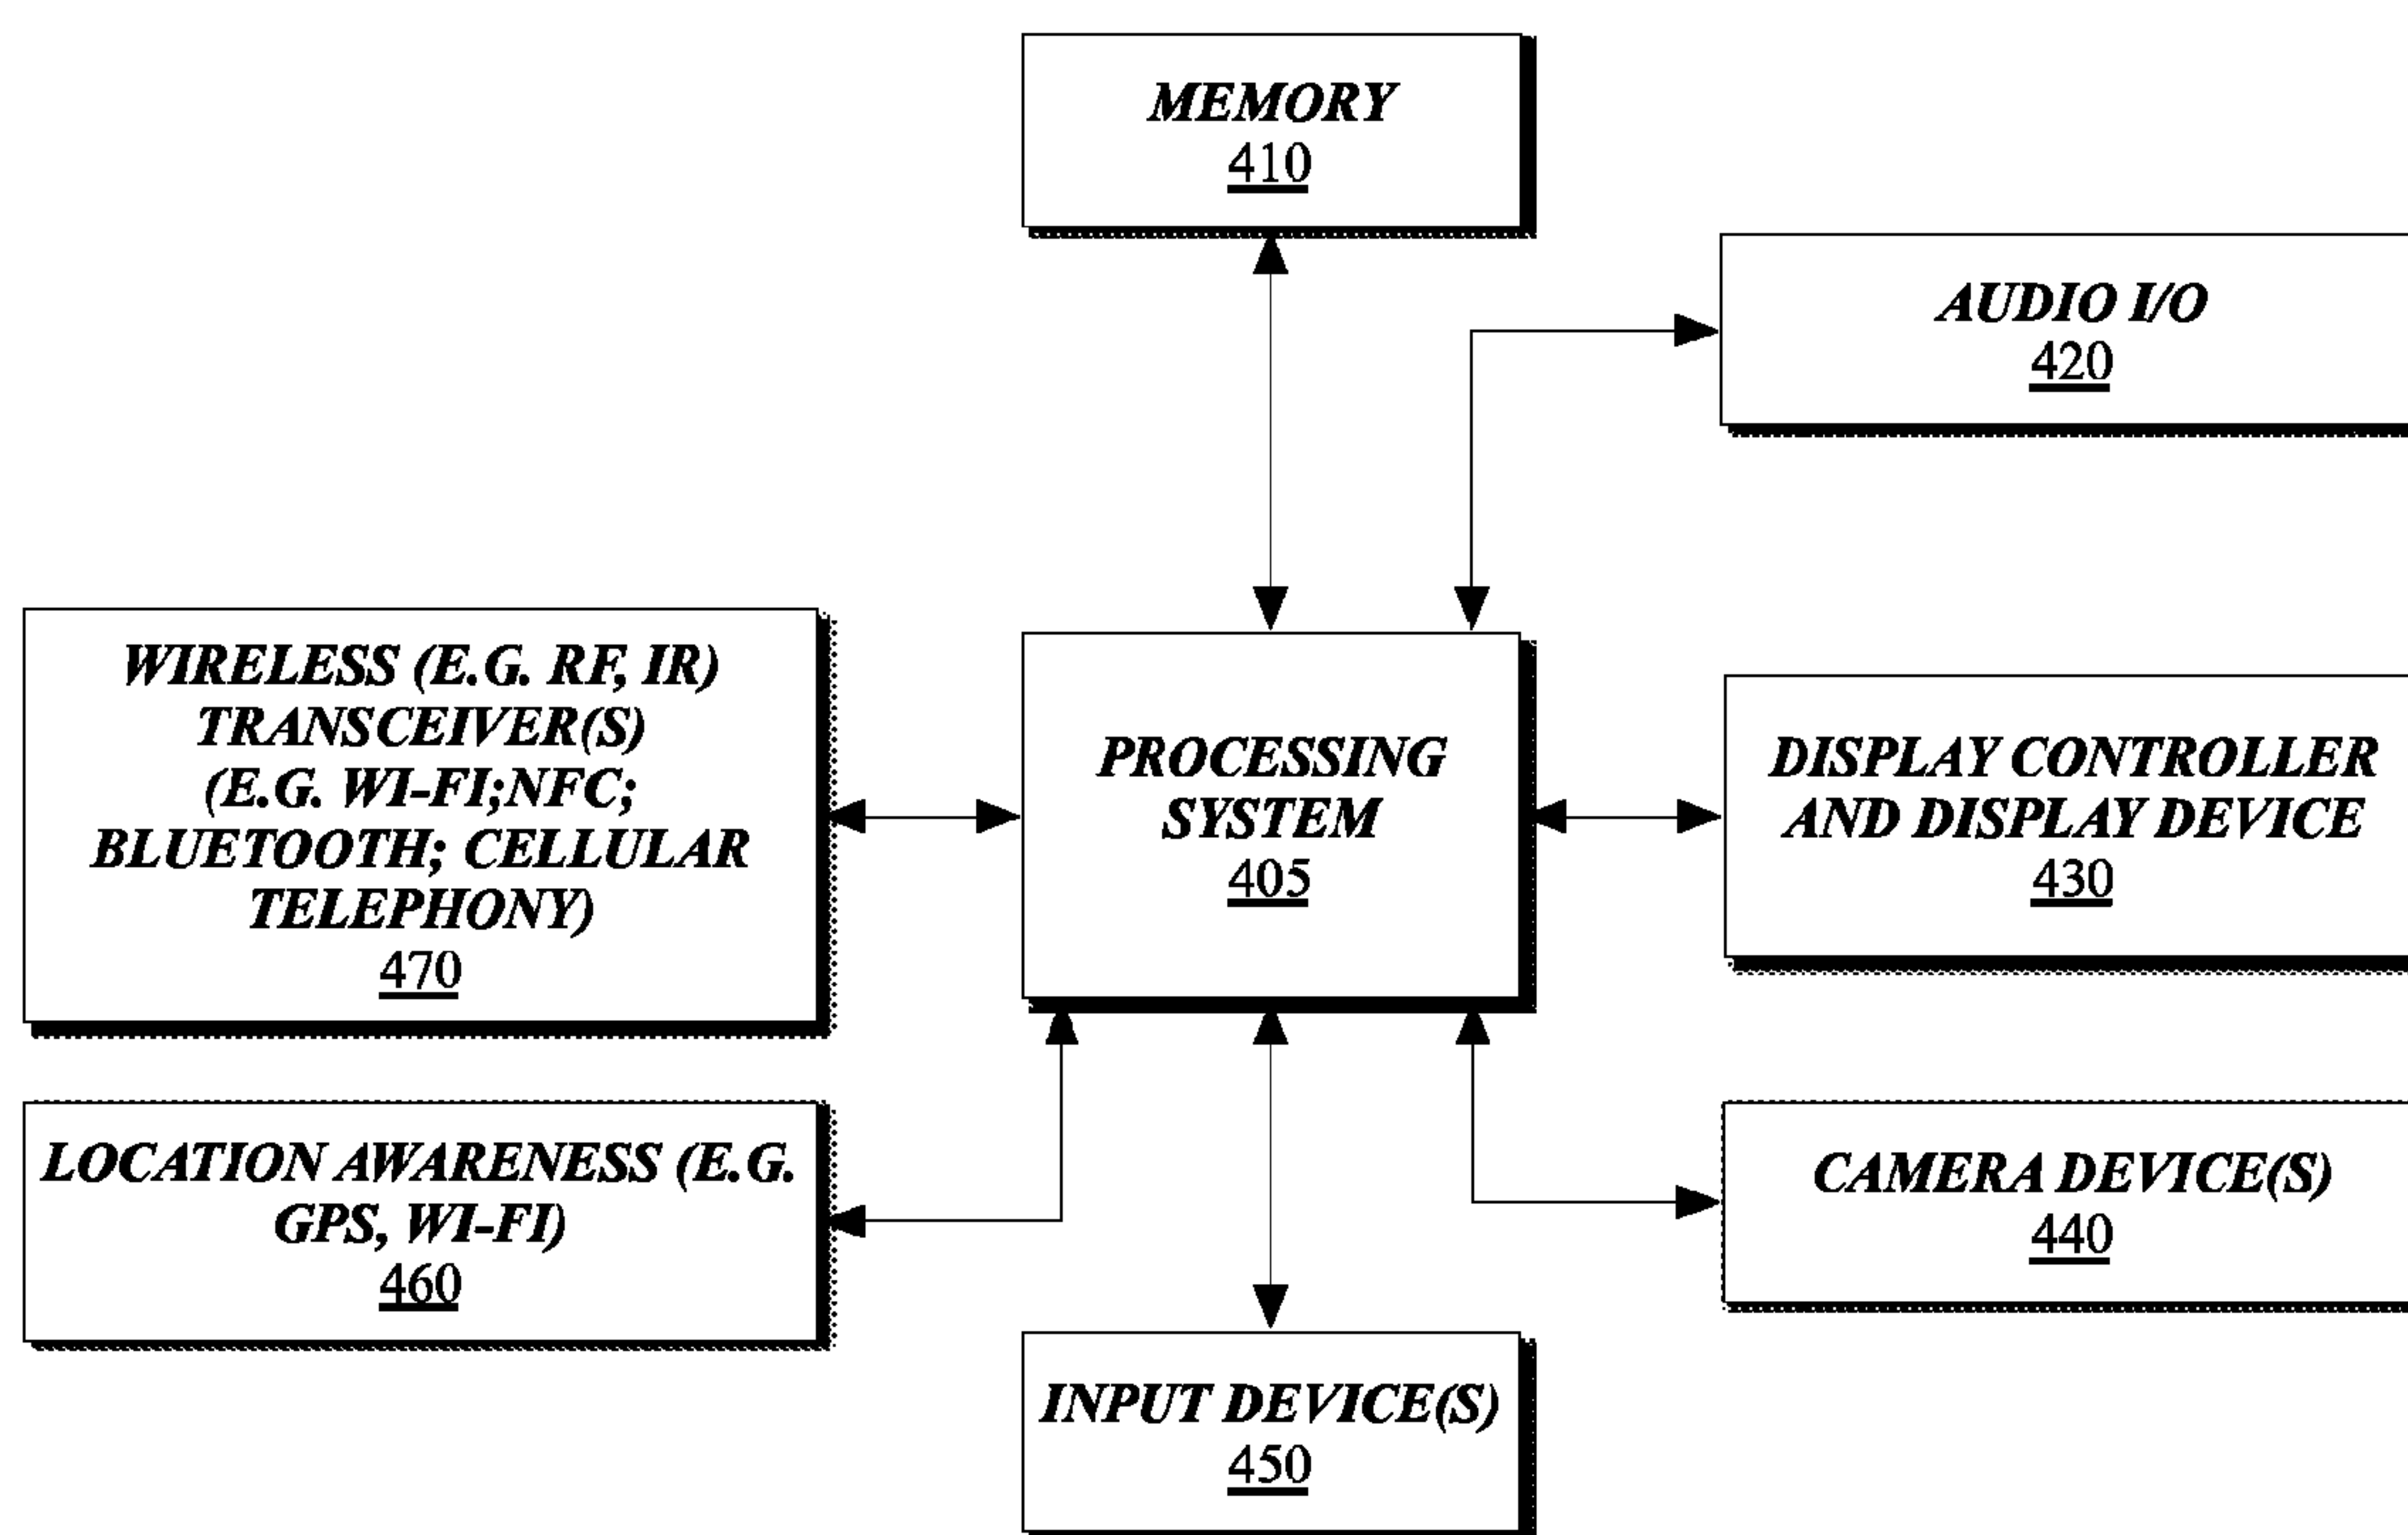 MEMORY
410
AUDIO I/O
420
WIRELESS (E.G. RF, IR)
TRANSCEIVER(S)
(E.G. WI-FI;NFC;
BLUETOOTH; CELLULAR
TELEPHONY)
470
PROCESSING
SYSTEM
405
DISPLAY CONTROLLER
AND DISPLAY DEVICE
430
LOCATION AWARENESS (E.G.
GPS, WI-FI)
460
CAMERA DEVICE(S)
440
INPUT DEVICE(S)
450